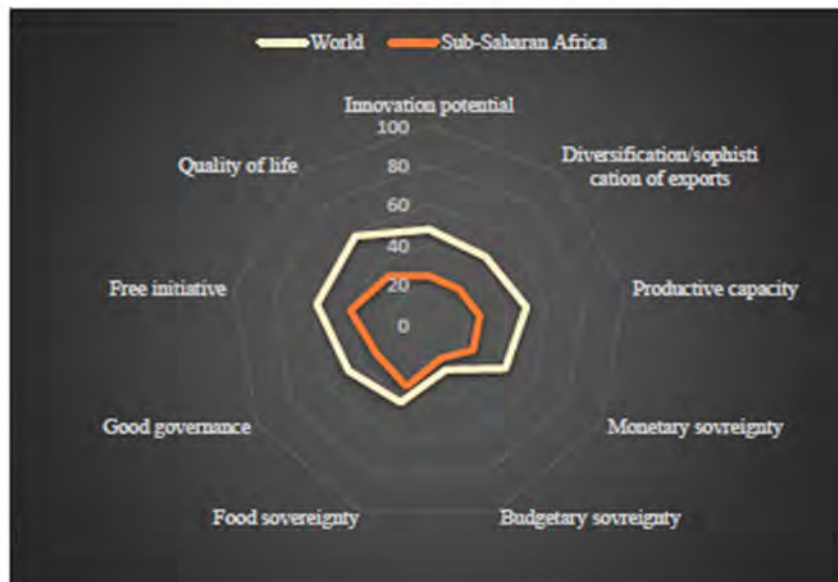 World Sub-Saharan Africa
Innovation potential
100
80
60
40
20
0
Diversification/sophisti
cation of exports
Productive capacity
Monetary sovreignty
Budgetary sovreignty
Food sovereignty
Good governance
Free initiative
Quality of life